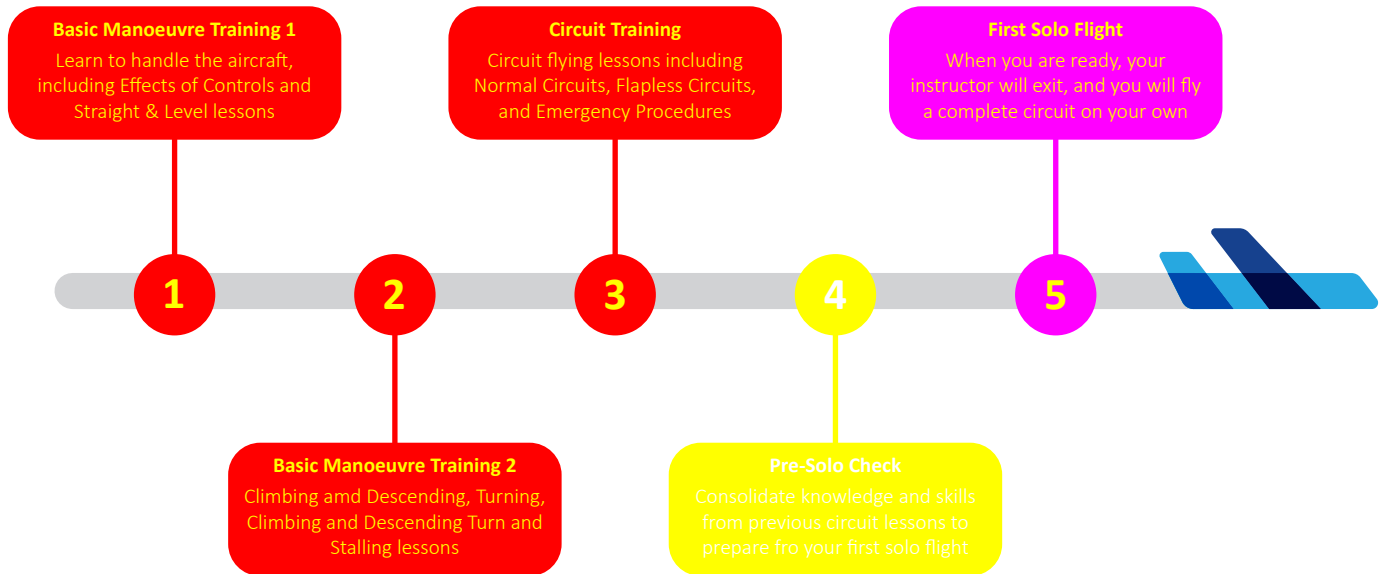 Basic Manoeuvre Training 1
Learn to handle the aircraft,
including Effects of Controls and
Straight & Level lessons
Circuit Training
Circuit flying lessons including
Normal Circuits, Flapless Circuits,
and Emergency Procedures
First Solo Flight
When you are ready, your
instructor will exit, and you will fly
a complete circuit on your own
1
2
3
4
5
Basic Manoeuvre Training 2
Climbing amd Descending, Turning,
Climbing and Descending Turn and
Stalling lessons
Pre-Solo Check
Consolidate knowledge and skills
from previous circuit lessons to
prepare fro your first solo flight